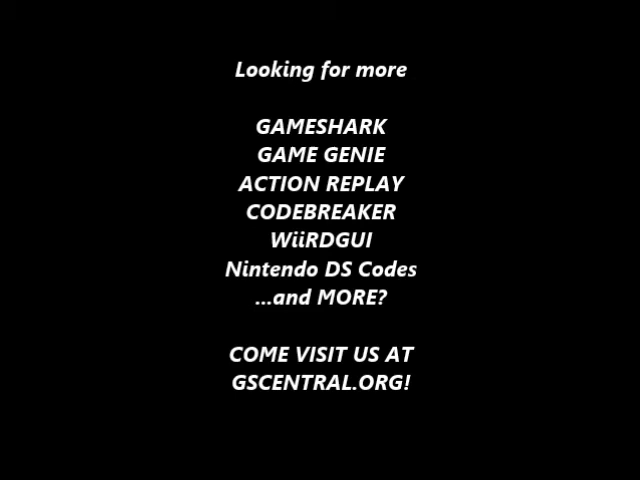 Looking for more
GAMESHARK
GAME GENIE
ACTION REPLAY
CODEBREAKER
WiiRDGUI
Nintendo DS Codes
...and MORE?
COME VISIT US AT
GSCENTRAL.ORG!